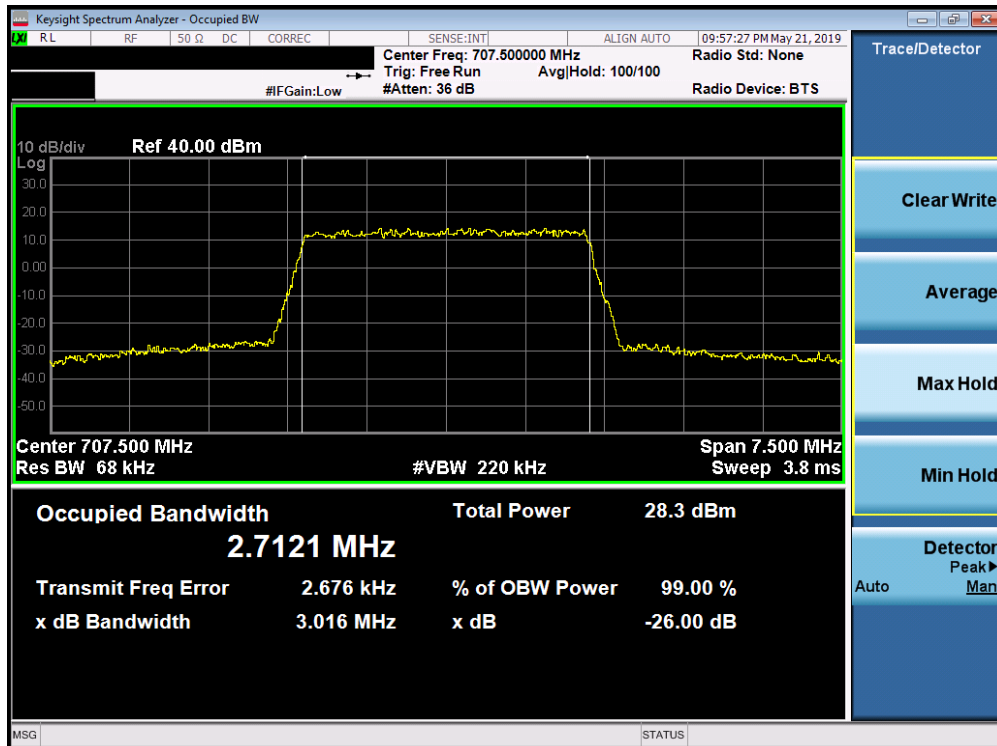 Keysight Spectrum Analyzer - Occupied BW
LXI RL RF 50 Ω DC CORREC SENSE:INT ALIGN AUTO 09:57:27 PM May 21, 2019
Center Freq: 707.500000 MHz Radio Std: None
Trig: Free Run Avg|Hold: 100/100
#IFGain:Low #Atten: 36 dB Radio Device: BTS
Trace/Detector
10 dB/div Ref 40.00 dBm
Log
30.0
20.0
10.0
0.00
-10.0
-20.0
-30.0
-40.0
-50.0
Center 707.500 MHz Span 7.500 MHz
Res BW 68 kHz #VBW 220 kHz Sweep 3.8 ms
Occupied Bandwidth Total Power 28.3 dBm
2.7121 MHz
Transmit Freq Error 2.676 kHz % of OBW Power 99.00 %
x dB Bandwidth 3.016 MHz x dB -26.00 dB
Clear Write
Average
Max Hold
Min Hold
Detector
Peak▶
Auto Man
MSG STATUS